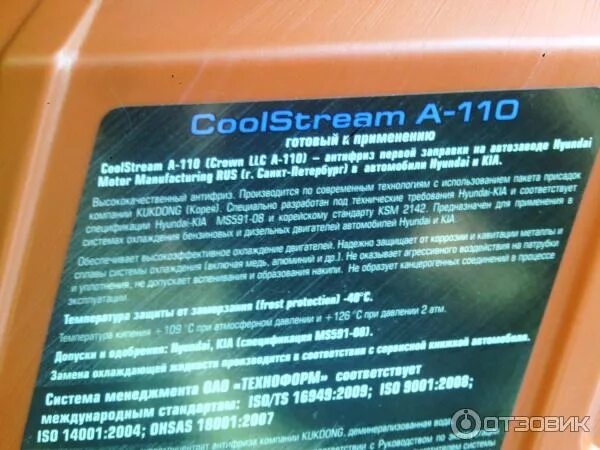 CoolStream A-110
готовый к применению
CoolStream A-110 (Crown LLC A-110) – антифриз первой заправки на автозаводе Hyundai
Motor Manufacturing RUS (г. Санкт-Петербург) в автомобили Hyundai и KIA.
Высококачественный антифриз. Производится по современным технологиям с использованием пакета присадок
компании KUKDONG (Корея). Специально разработан под технические требования Hyundai-KIA и соответствует
спецификации Hyundai-KIA MS591-08 и корейскому стандарту KSM 2142. Предназначен для применения в
системах охлаждения бензиновых и дизельных двигателей автомобилей Hyundai и KIA.
Обеспечивает высокоэффективное охлаждение двигателей. Надежно защищает от коррозии и кавитации металлы и
сплавы системы охлаждения (включая медь, алюминий и др.). Не оказывает агрессивного воздействия на патрубки
и уплотнения, не допускает вспенивания и образования накипи. Не образует канцерогенных соединений в процессе
эксплуатации.
Температура защиты от замерзания (frost protection) -40°C.
Температура кипения +109 °C при атмосферном давлении и +126 °C при давлении 2 атм.
Допуски и одобрения: Hyundai, KIA (спецификация MS591-08).
Замена охлаждающей жидкости производится в соответствии с сервисной книжкой автомобиля.
Система менеджмента ОАО «ТЕХНОФОРМ» соответствует
международным стандартам: ISO/TS 16949:2009; ISO 9001:2008;
ISO 14001:2004; OHSAS 18001:2007
концентрат антифриза KUKDONG, деминерализованная вода
в соответствии с Руководством по
ОТЗОВИК